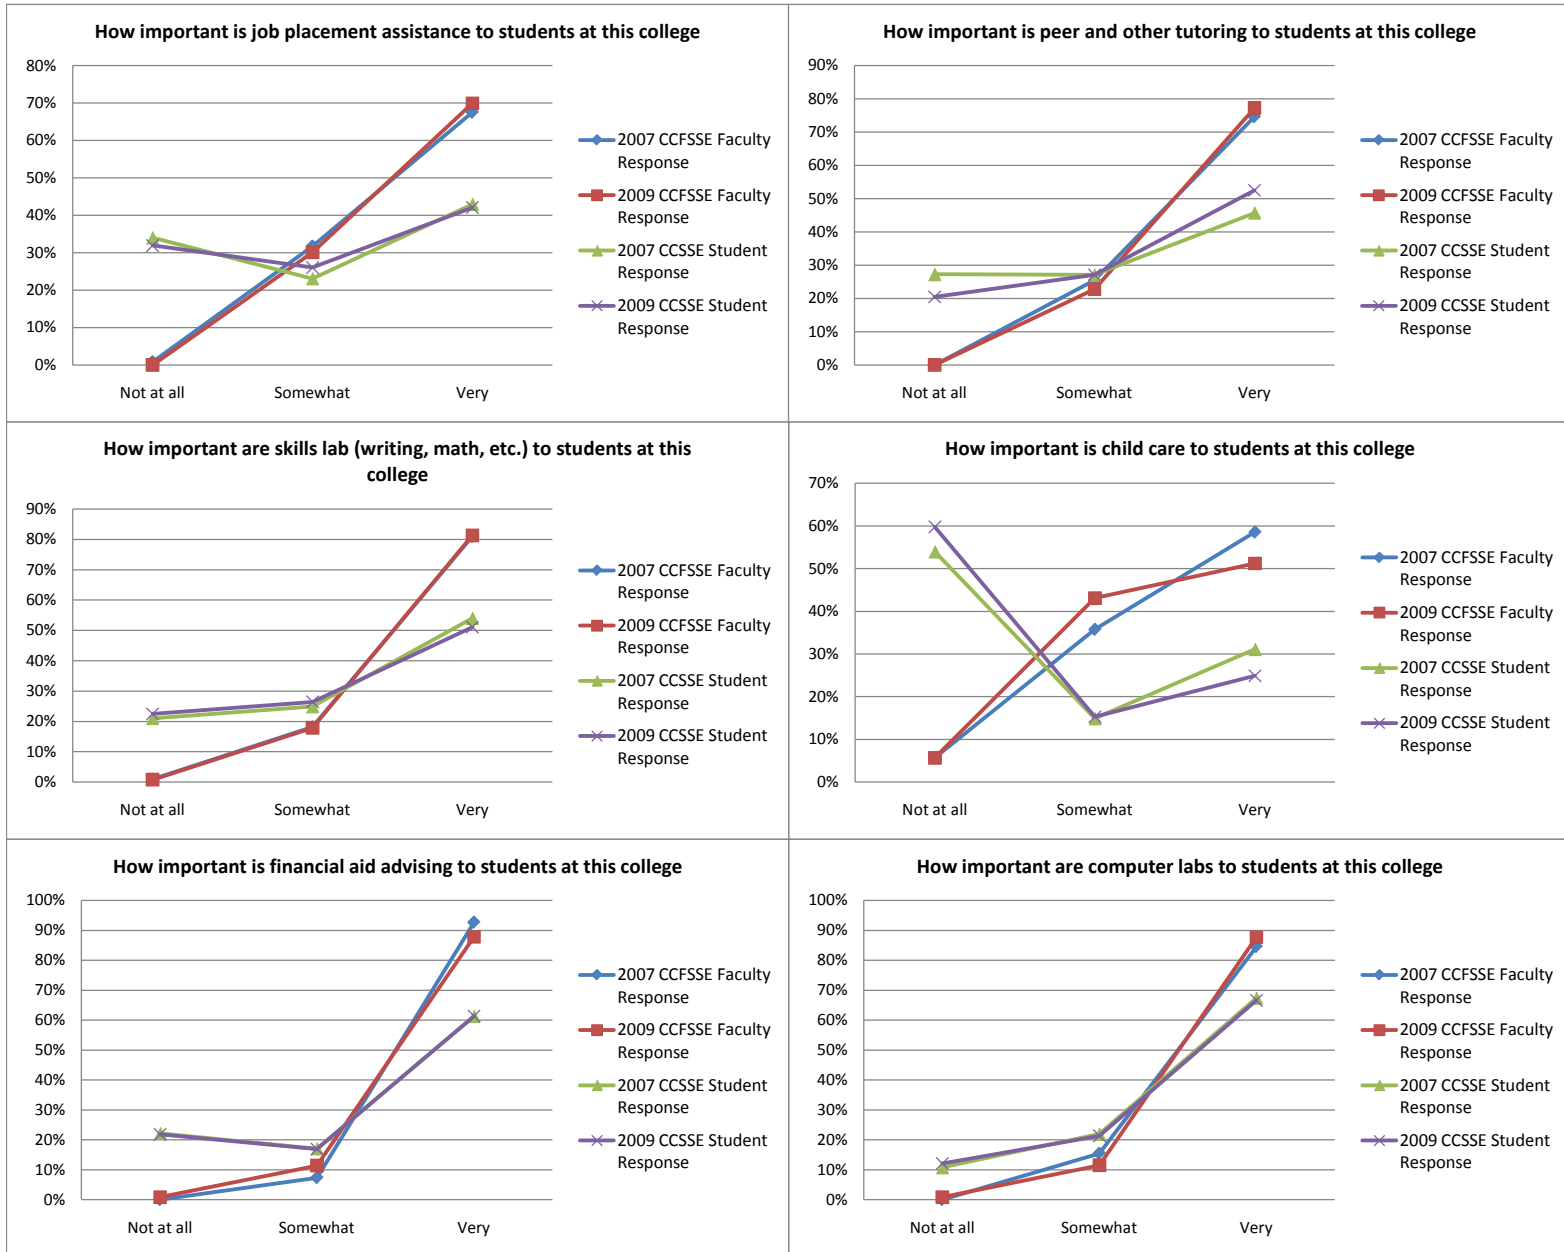 How important is job placement assistance to students at this college
80%
70%
60%
50%
40%
30%
20%
10%
0%
Not at all
Somewhat
Very
2007 CCFSSE Faculty
Response
2009 CCFSSE Faculty
Response
2007 CCSSE Student
Response
2009 CCSSE Student
Response
How important is peer and other tutoring to students at this college
90%
80%
70%
60%
50%
40%
30%
20%
10%
0%
Not at all
Somewhat
Very
2007 CCFSSE Faculty
Response
2009 CCFSSE Faculty
Response
2007 CCSSE Student
Response
2009 CCSSE Student
Response
How important are skills lab (writing, math, etc.) to students at this
college
90%
80%
70%
60%
50%
40%
30%
20%
10%
0%
Not at all
Somewhat
Very
2007 CCFSSE Faculty
Response
2009 CCFSSE Faculty
Response
2007 CCSSE Student
Response
2009 CCSSE Student
Response
How important is child care to students at this college
70%
60%
50%
40%
30%
20%
10%
0%
Not at all
Somewhat
Very
2007 CCFSSE Faculty
Response
2009 CCFSSE Faculty
Response
2007 CCSSE Student
Response
2009 CCSSE Student
Response
How important is financial aid advising to students at this college
100%
90%
80%
70%
60%
50%
40%
30%
20%
10%
0%
Not at all
Somewhat
Very
2007 CCFSSE Faculty
Response
2009 CCFSSE Faculty
Response
2007 CCSSE Student
Response
2009 CCSSE Student
Response
How important are computer labs to students at this college
100%
90%
80%
70%
60%
50%
40%
30%
20%
10%
0%
Not at all
Somewhat
Very
2007 CCFSSE Faculty
Response
2009 CCFSSE Faculty
Response
2007 CCSSE Student
Response
2009 CCSSE Student
Response